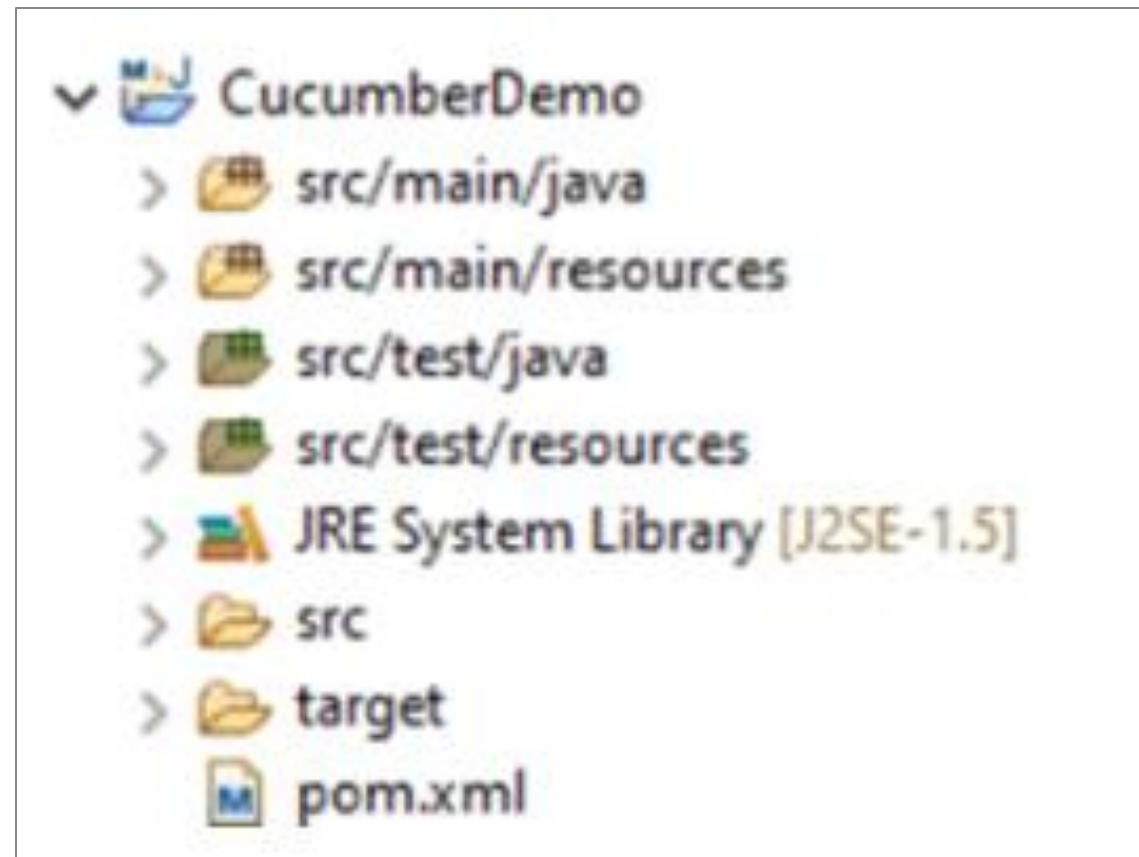 CucumberDemo
src/main/java
src/main/resources
src/test/java
src/test/resources
JRE System Library [J2SE-1.5]
src
target
pom.xml